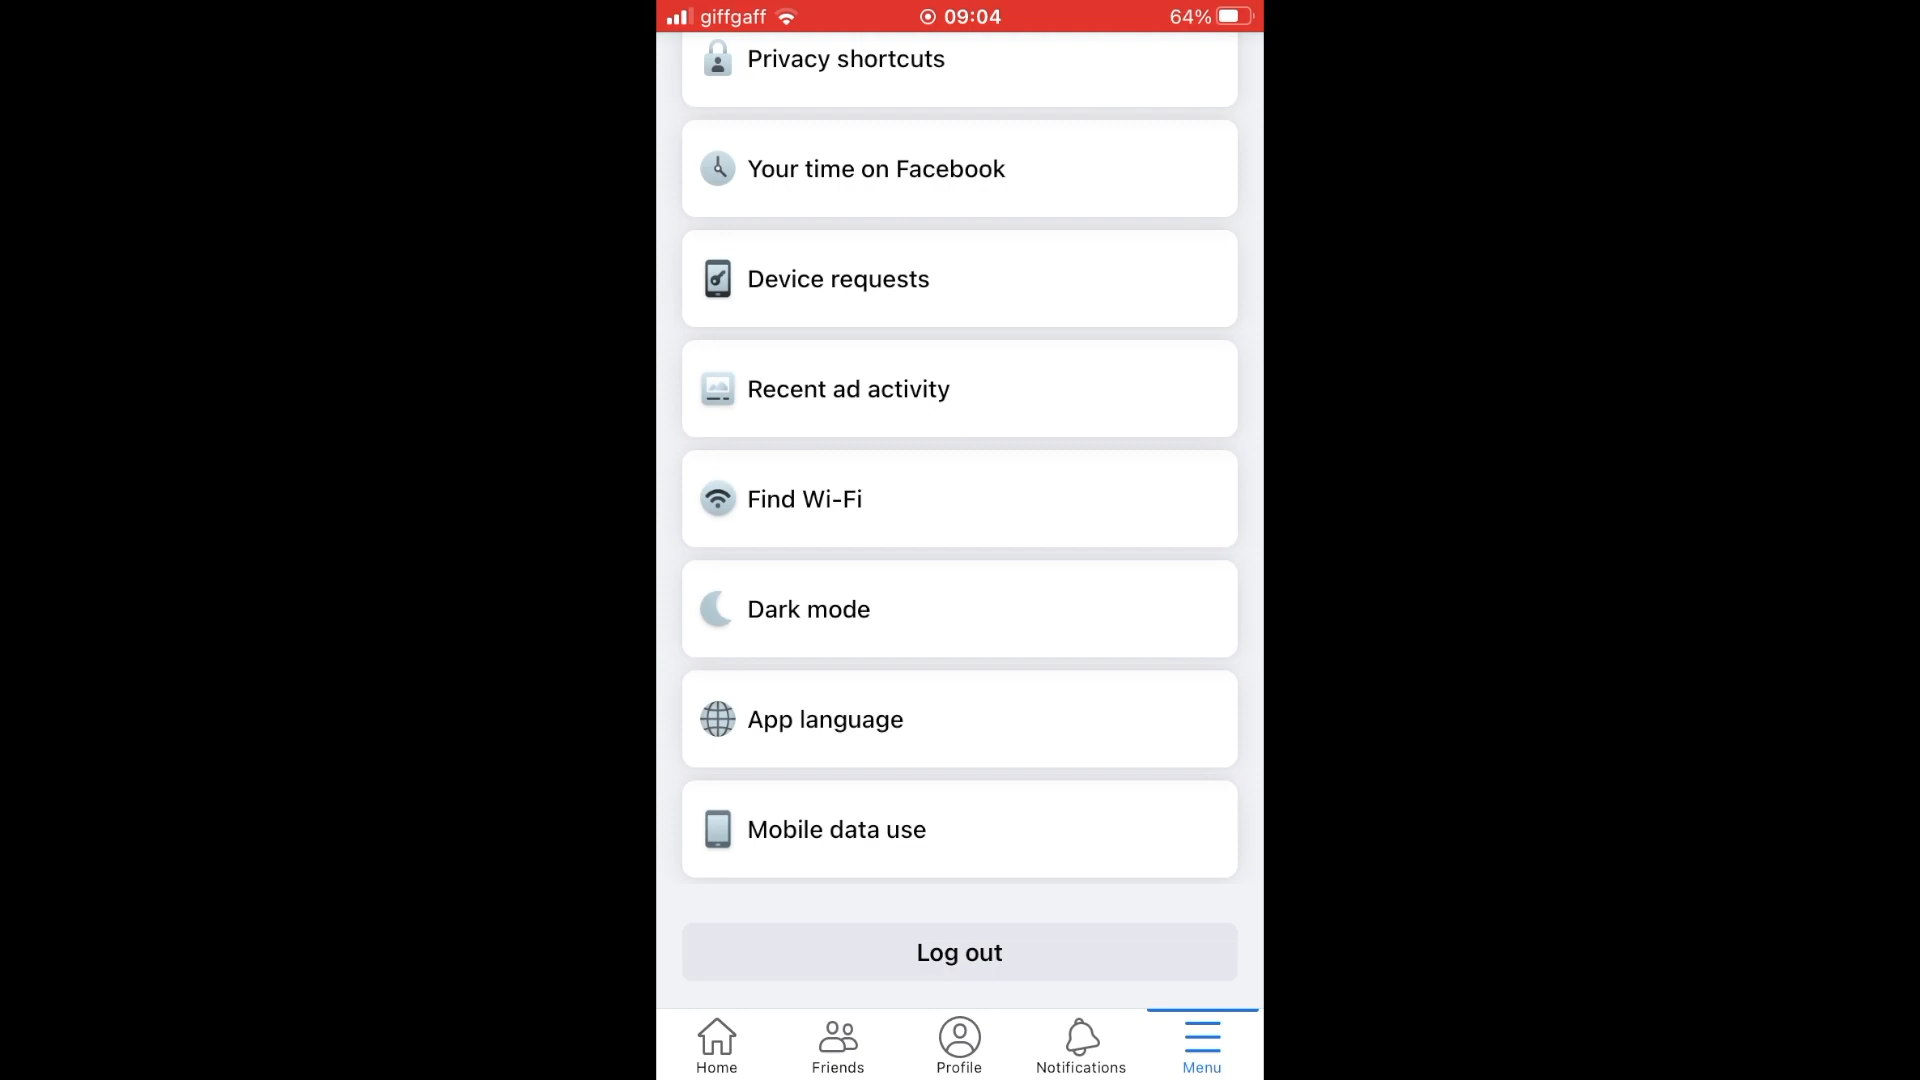 giffgaff 09:04 64%
Privacy shortcuts
Your time on Facebook
Device requests
Recent ad activity
Find Wi-Fi
Dark mode
App language
Mobile data use
Log out
Home Friends Profile Notifications Menu